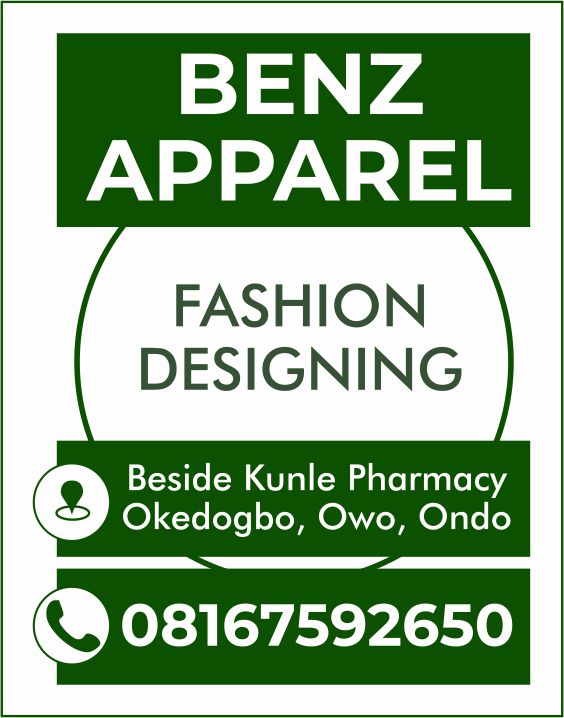 BENZ
APPAREL
FASHION
DESIGNING
Beside Kunle Pharmacy
Okedogbo, Owo, Ondo
08167592650